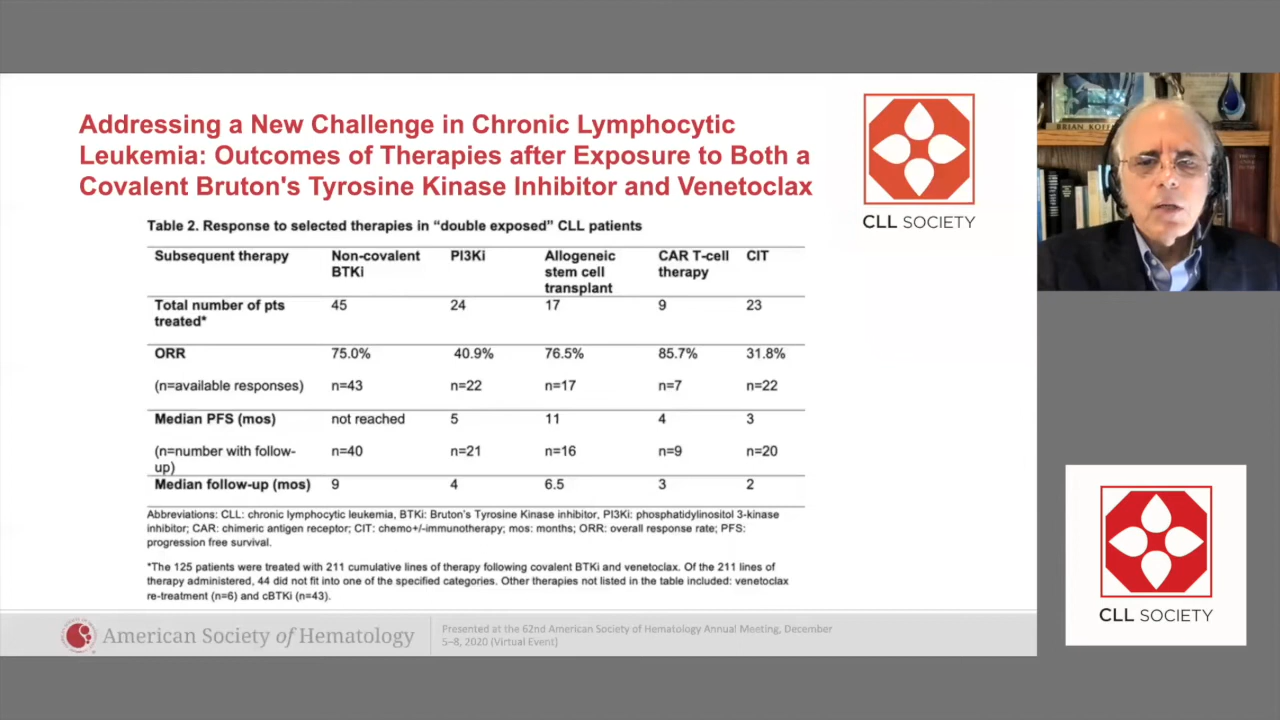 Addressing a New Challenge in Chronic Lymphocytic
Leukemia: Outcomes of Therapies after Exposure to Both a
Covalent Bruton's Tyrosine Kinase Inhibitor and Venetoclax
CLL SOCIETY
Table 2. Response to selected therapies in “double exposed” CLL patients
Subsequent therapy Non-covalent BTKi PI3Ki Allogeneic stem cell transplant CAR T-cell therapy CIT
Total number of pts treated* 45 24 17 9 23
ORR 75.0% 40.9% 76.5% 85.7% 31.8%
(n=available responses) n=43 n=22 n=17 n=7 n=22
Median PFS (mos) not reached 5 11 4 3
(n=number with follow-up) n=40 n=21 n=16 n=9 n=20
Median follow-up (mos) 9 4 6.5 3 2
Abbreviations: CLL: chronic lymphocytic leukemia, BTKi: Bruton's Tyrosine Kinase inhibitor, PI3Ki: phosphatidylinositol 3-kinase
inhibitor; CAR: chimeric antigen receptor; CIT: chemo+/-immunotherapy; mos: months; ORR: overall response rate; PFS:
progression free survival.
*The 125 patients were treated with 211 cumulative lines of therapy following covalent BTKi and venetoclax. Of the 211 lines of
therapy administered, 44 did not fit into one of the specified categories. Other therapies not listed in the table included: venetoclax
re-treatment (n=6) and cBTKi (n=43).
American Society of Hematology
Presented at the 62nd American Society of Hematology Annual Meeting, December
5–8, 2020 (Virtual Event)
BRIAN KOFF
CLL SOCIETY